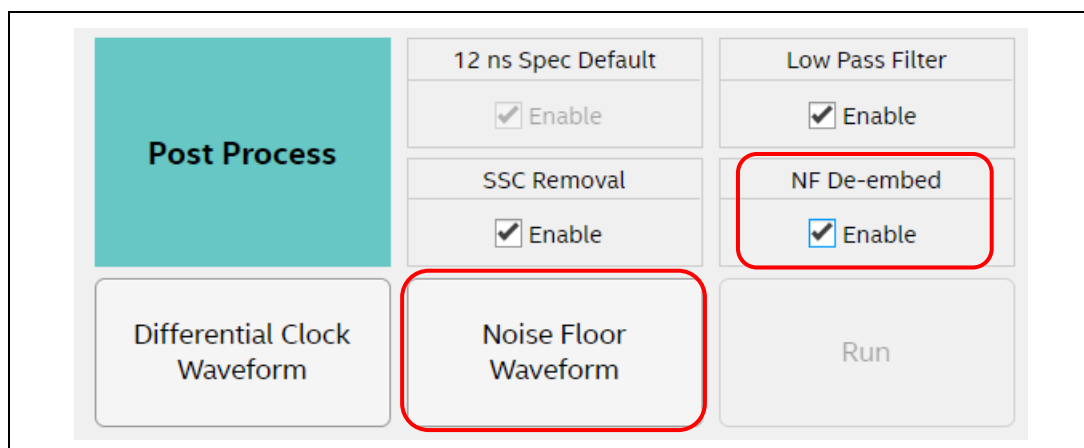 Post Process
12 ns Spec Default
Enable
Low Pass Filter
Enable
SSC Removal
Enable
NF De-embed
Enable
Differential Clock
Waveform
Noise Floor
Waveform
Run